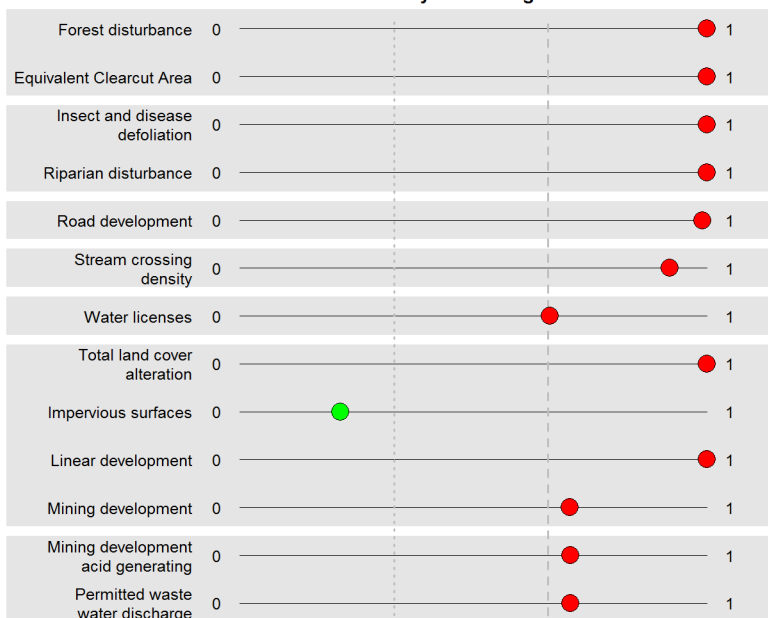 Forest disturbance 0 1
Equivalent Clearcut Area 0 1
Insect and disease
defoliation 0 1
Riparian disturbance 0 1
Road development 0 1
Stream crossing
density 0 1
Water licenses 0 1
Total land cover
alteration 0 1
Impervious surfaces 0 1
Linear development 0 1
Mining development 0 1
Mining development
acid generating 0 1
Permitted waste
water discharge 0 1